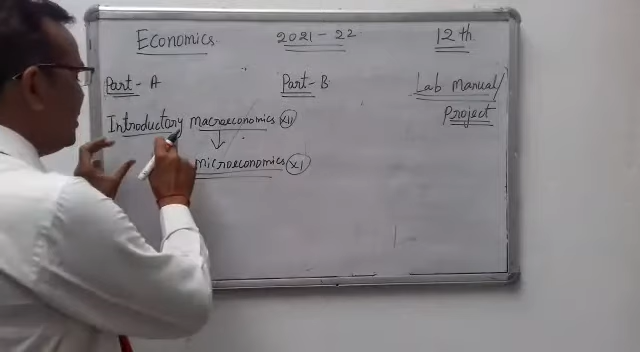 Economics 2021-22 12th
Part-A Part-B Lab Manual/
Introductory macroeconomics XII Project
microeconomics XI